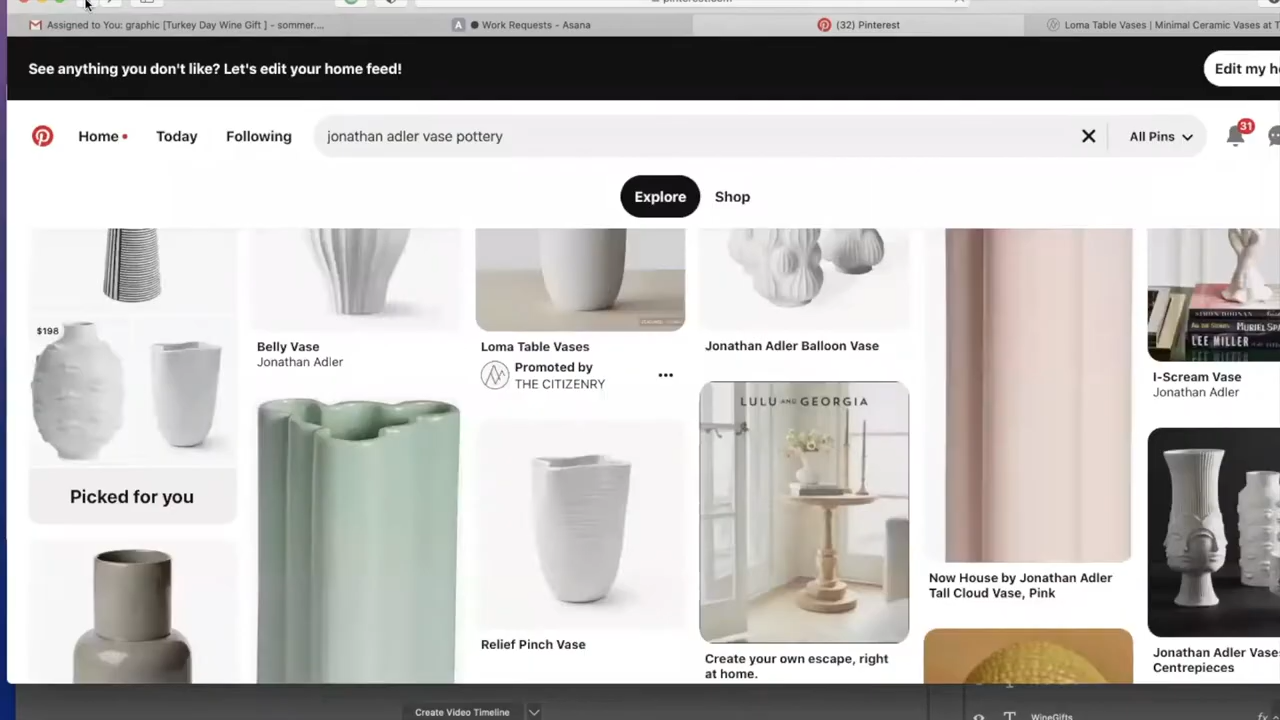 Assigned to You: graphic [Turkey Day Wine Gift ] - sommer....
Work Requests - Asana
(32) Pinterest
Loma Table Vases | Minimal Ceramic Vases at T
See anything you don't like? Let's edit your home feed!
Edit my h
Home
Today
Following
jonathan adler vase pottery
All Pins
31
Explore
Shop
$198
Picked for you
Belly Vase
Jonathan Adler
Loma Table Vases
Promoted by
THE CITIZENRY
Relief Pinch Vase
Jonathan Adler Balloon Vase
LULU AND GEORGIA
Create your own escape, right
at home.
Now House by Jonathan Adler
Tall Cloud Vase, Pink
LEE MILLER
I-Scream Vase
Jonathan Adler
Jonathan Adler Vase
Centrepieces
Create Video Timeline
T
WineGifts
fx